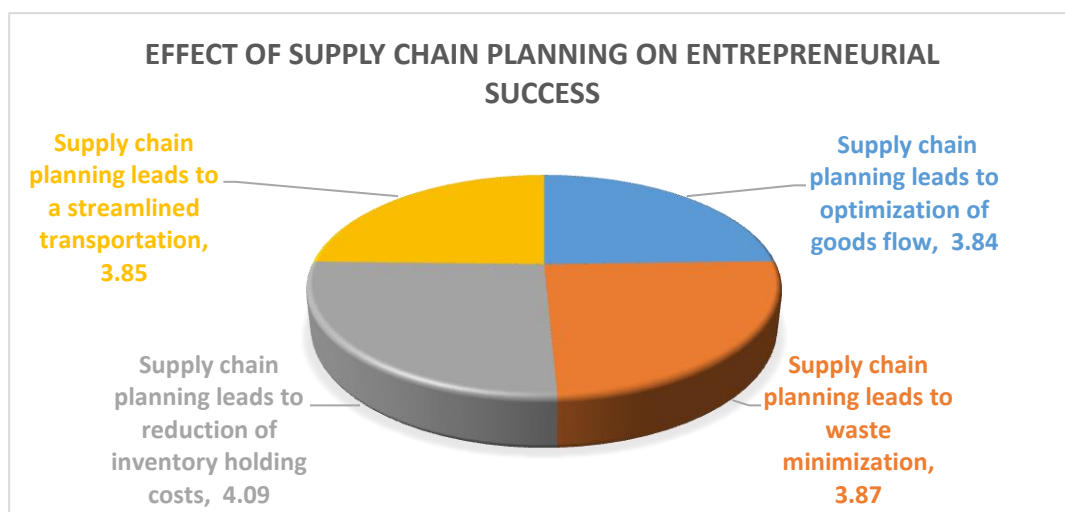 EFFECT OF SUPPLY CHAIN PLANNING ON ENTREPRENEURIAL
SUCCESS
Supply chain
planning leads to
a streamlined
transportation,
3.85
Supply chain
planning leads to
optimization of
goods flow, 3.84
Supply chain
planning leads to
reduction of
inventory holding
costs, 4.09
Supply chain
planning leads to
waste
minimization,
3.87